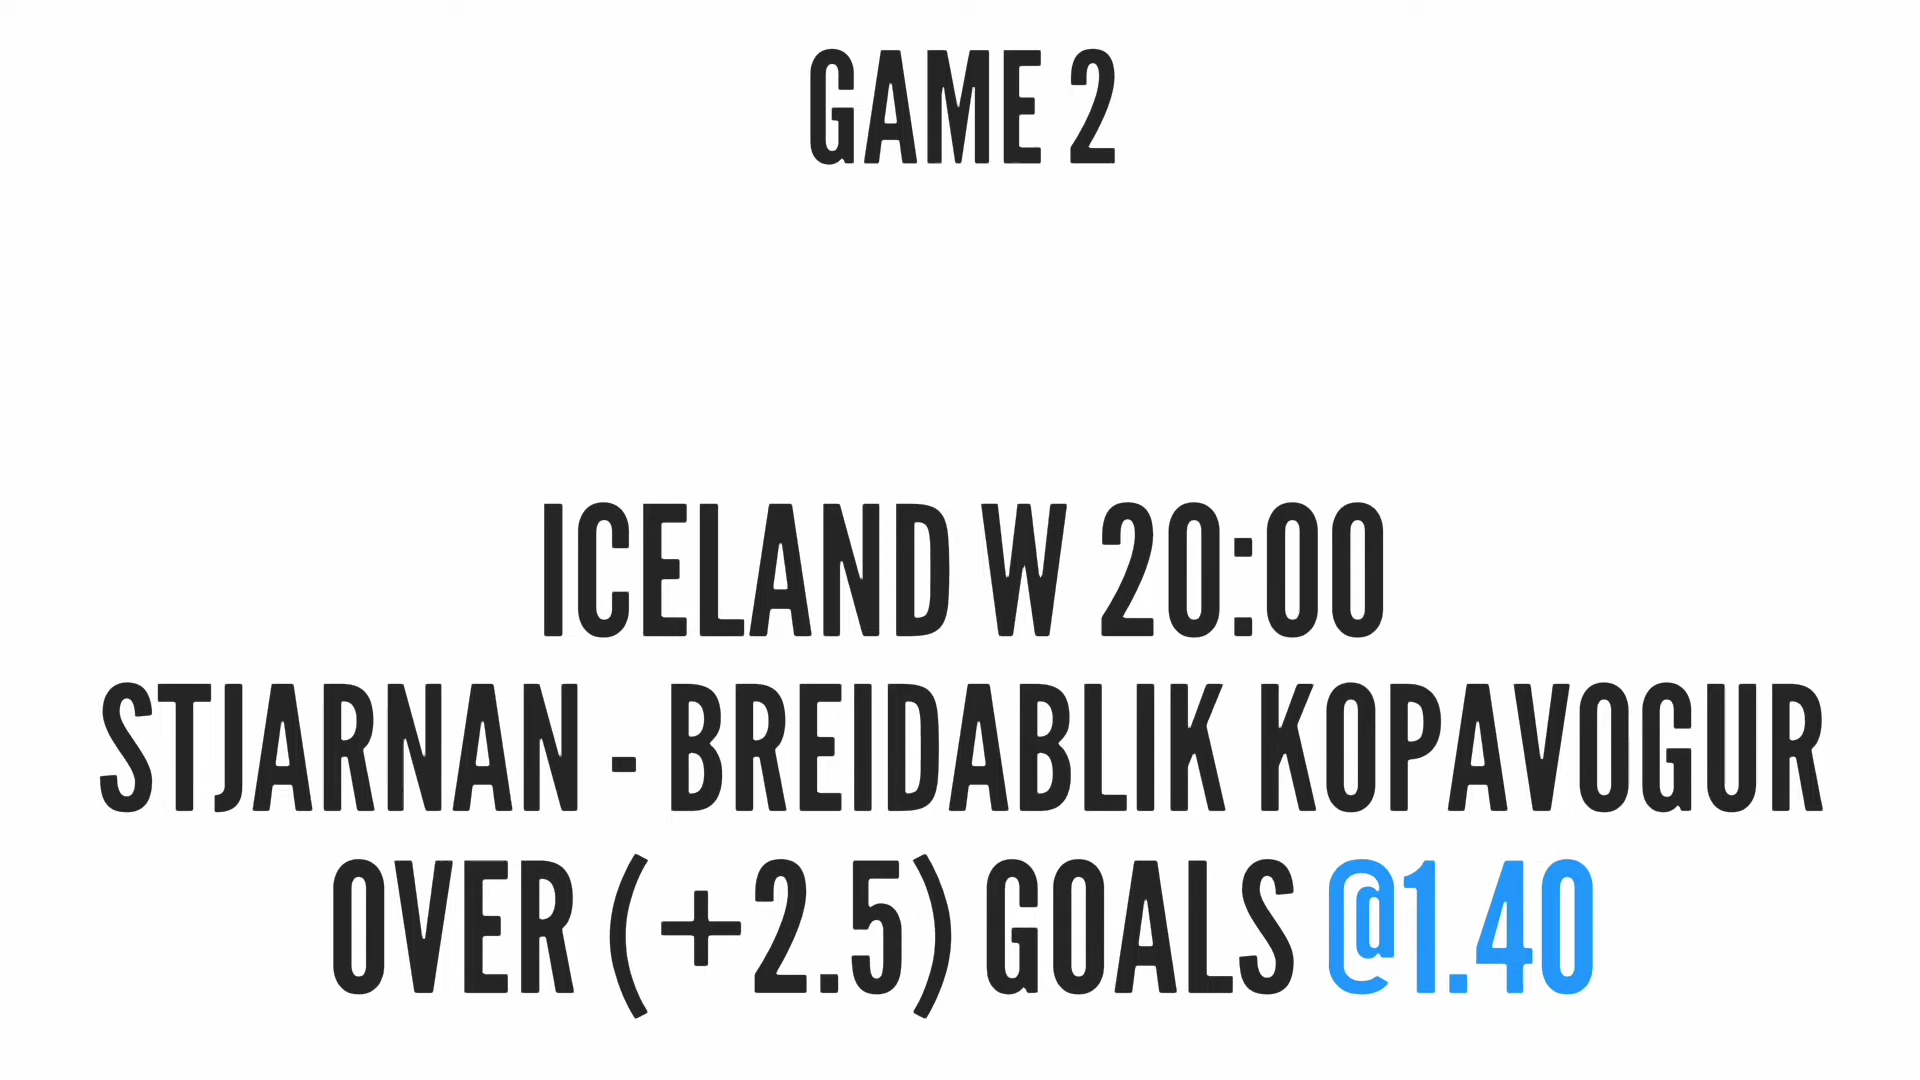 GAME 2
ICELAND W 20:00
STJARNAN - BREIDABLIK KOPAVOGUR
OVER (+2.5) GOALS @1.40